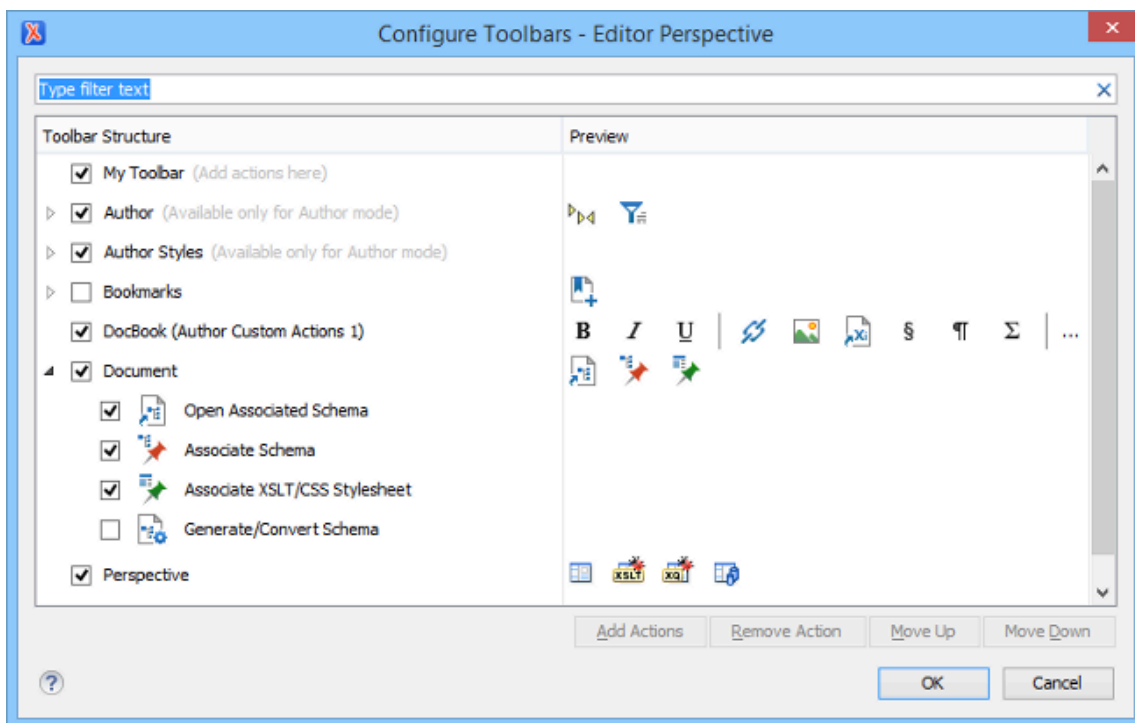 Configure Toolbars - Editor Perspective
Type filter text
Toolbar Structure Preview
My Toolbar (Add actions here)
Author (Available only for Author mode)
Author Styles (Available only for Author mode)
Bookmarks
DocBook (Author Custom Actions 1) B I U § ¶ Σ ...
Document
Open Associated Schema
Associate Schema
Associate XSLT/CSS Stylesheet
Generate/Convert Schema
Perspective XSLT XQ
Add Actions Remove Action Move Up Move Down
? OK Cancel